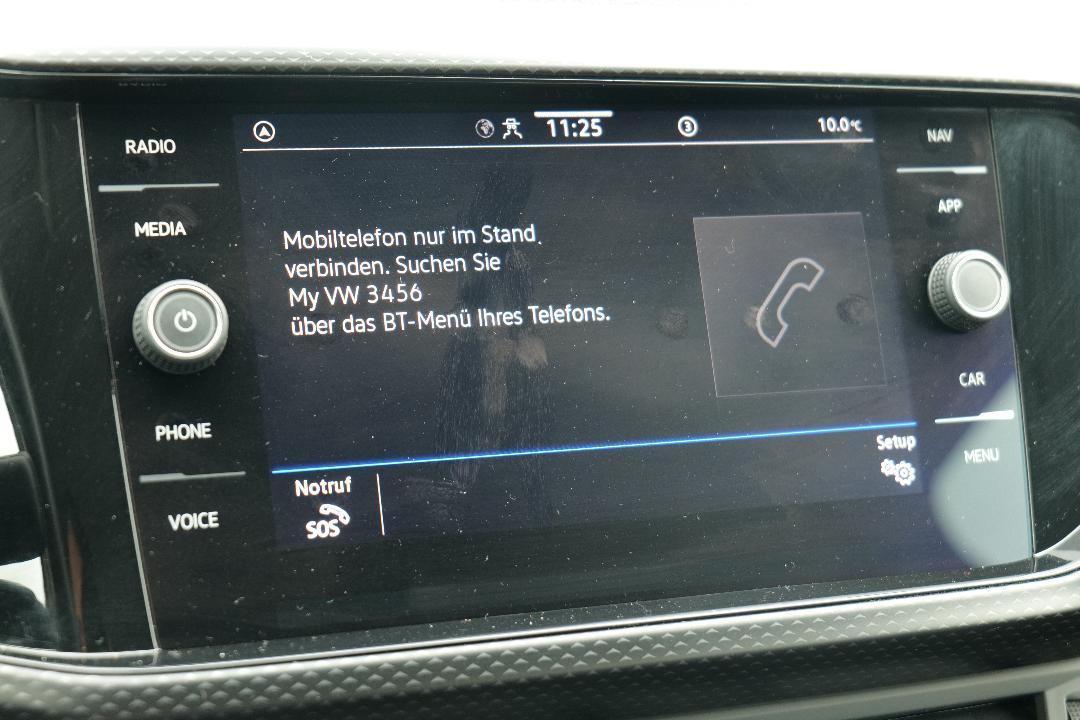 RADIO
MEDIA
PHONE
VOICE
11:25
3
10.0°C
Mobiltelefon nur im Stand
verbinden. Suchen Sie
My VW 3456
über das BT-Menü Ihres Telefons.
Notruf
SOS
Setup
NAV
APP
CAR
MENU